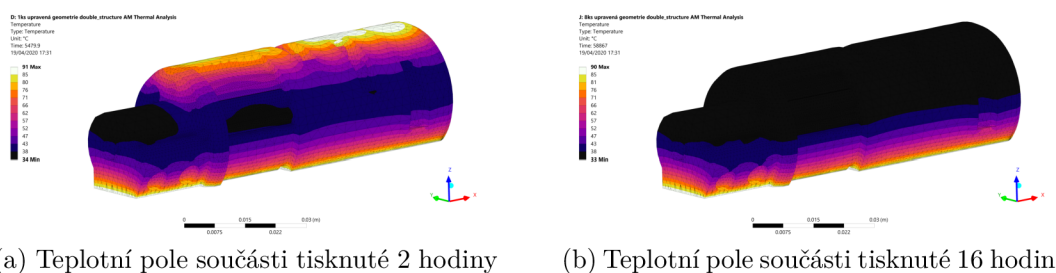 D: 1ks upravená geometrie double_structure AM Thermal Analysis
Temperature
Type: Temperature
Unit: °C
Time: 5479.9
19/04/2020 17:31
91 Max
85
80
76
71
66
62
57
52
47
43
38
34 Min
Z
Y
X
0
0.015
0.03 (m)
0.0075
0.022
a) Teplotní pole součásti tisknuté 2 hodiny
J: 8ks upravená geometrie double_structure AM Thermal Analysis
Temperature
Type: Temperature
Unit: °C
Time: 58867
19/04/2020 17:31
90 Max
85
80
76
71
66
61
57
52
47
43
38
33 Min
Z
Y
X
0
0.015
0.03 (m)
0.0075
0.022
(b) Teplotní pole součásti tisknuté 16 hodin